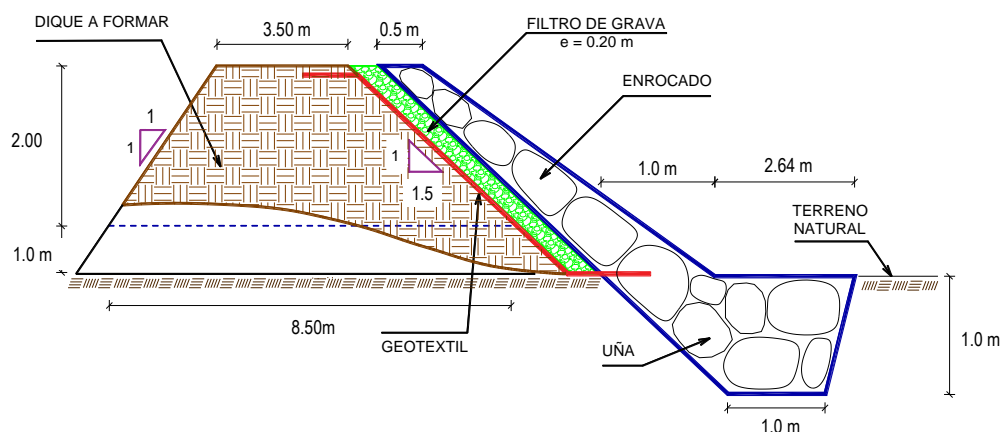 DIQUE A FORMAR
3.50 m
0.5 m
FILTRO DE GRAVA
e = 0.20 m
ENROCADO
1
1
2.00
1
1.5
1.0 m
2.64 m
TERRENO
NATURAL
1.0 m
8.50m
GEOTEXTIL
UÑA
1.0 m
1.0 m